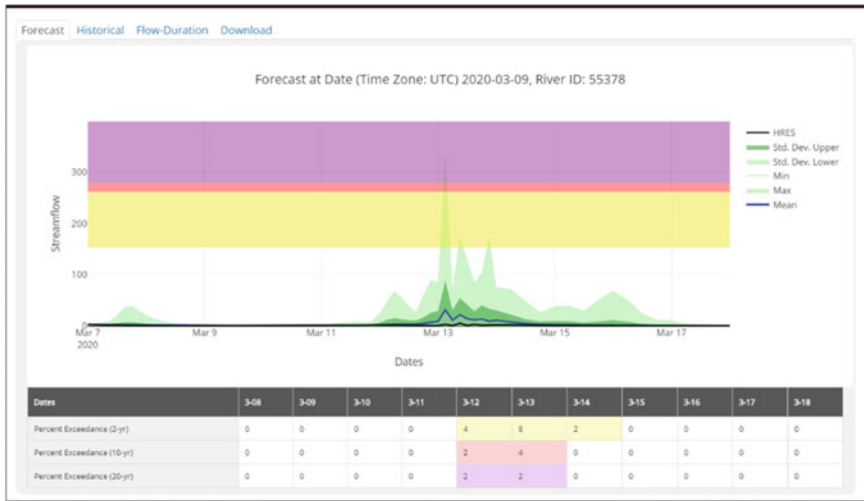 Forecast Historical Flow-Duration Download
Forecast at Date (Time Zone: UTC) 2020-03-09, River ID: 55378
HRES
Std. Dev. Upper
Std. Dev. Lower
Min
Max
Mean
300
200
100
0
Streamflow
Mar 7 Mar 9 Mar 11 Mar 13 Mar 15 Mar 17
2020
Dates
Dates 3-08 3-09 3-10 3-11 3-12 3-13 3-14 3-15 3-16 3-17 3-18
Percent Exceedance (2-yr) 0 0 0 0 4 8 2 0 0 0 0
Percent Exceedance (10-yr) 0 0 0 0 2 4 0 0 0 0 0
Percent Exceedance (20-yr) 0 0 0 0 2 2 0 0 0 0 0